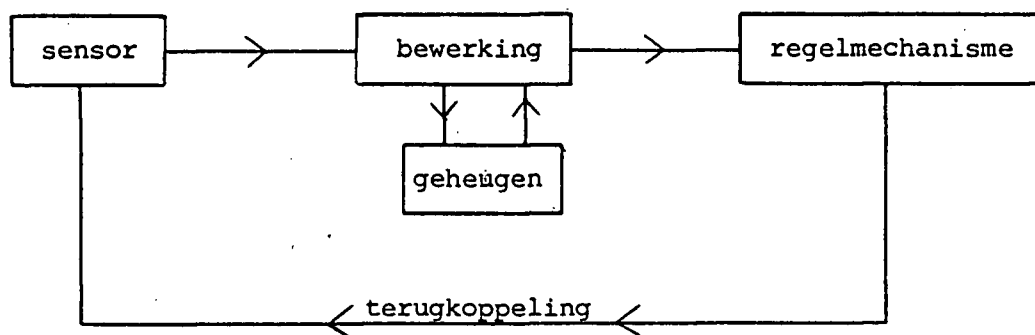 sensor
bewerking
regelmechanisme
geheugen
terugkoppeling